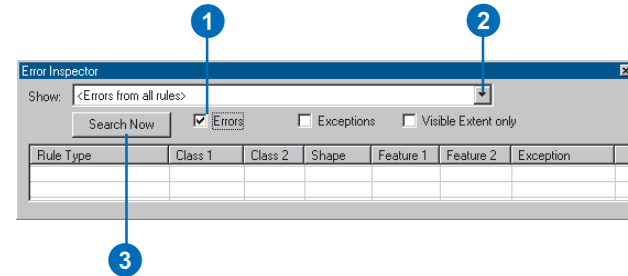 1 2
Error Inspector
Show: <Errors from all rules>
Search Now Errors Exceptions Visible Extent only
Rule Type Class 1 Class 2 Shape Feature 1 Feature 2 Exception
3